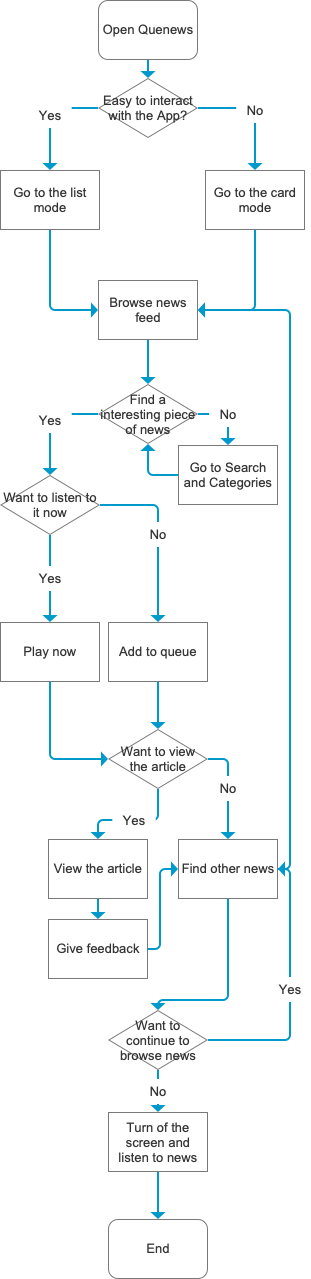 Open Quenews
Easy to interact
with the App?
Yes
No
Go to the list
mode
Go to the card
mode
Browse news
feed
Find a
interesting piece
of news
Yes
No
Go to Search
and Categories
Want to listen to
it now
No
Yes
Play now
Add to queue
Want to view
the article
No
Yes
View the article
Find other news
Give feedback
Yes
Want to
continue to
browse news
No
Turn of the
screen and
listen to news
End